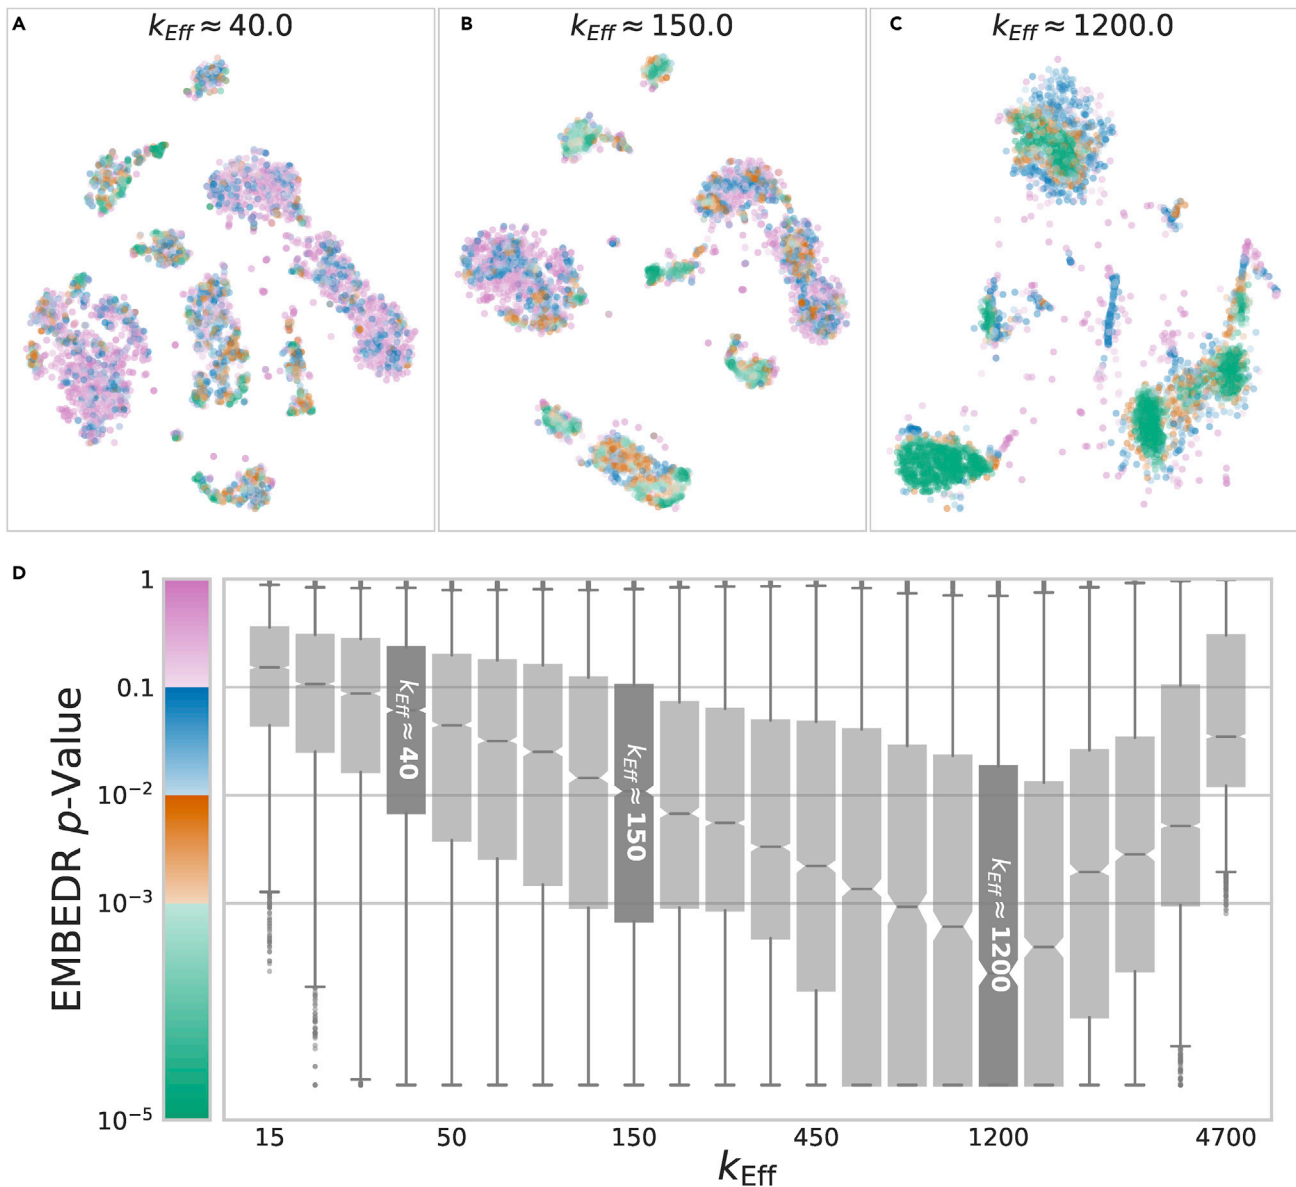 A
k_Eff ≈ 40.0
B
k_Eff ≈ 150.0
C
k_Eff ≈ 1200.0
D
EMBEDR p-Value
1
0.1
10⁻²
10⁻³
10⁻⁵
k_Eff ≈ 40
k_Eff ≈ 150
k_Eff ≈ 1200
15
50
150
450
1200
4700
k_Eff